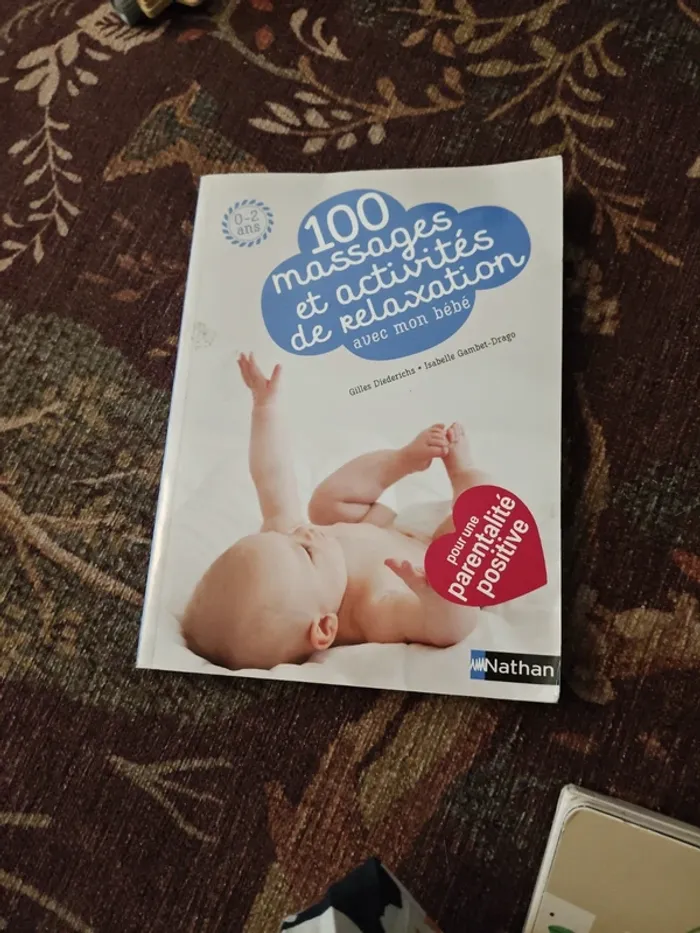 0-2
ans
100
massages
et activités
de relaxation
avec mon bébé
Gilles Diederichs • Isabelle Gambet-Drago
pour une
parentalité
positive
Nathan